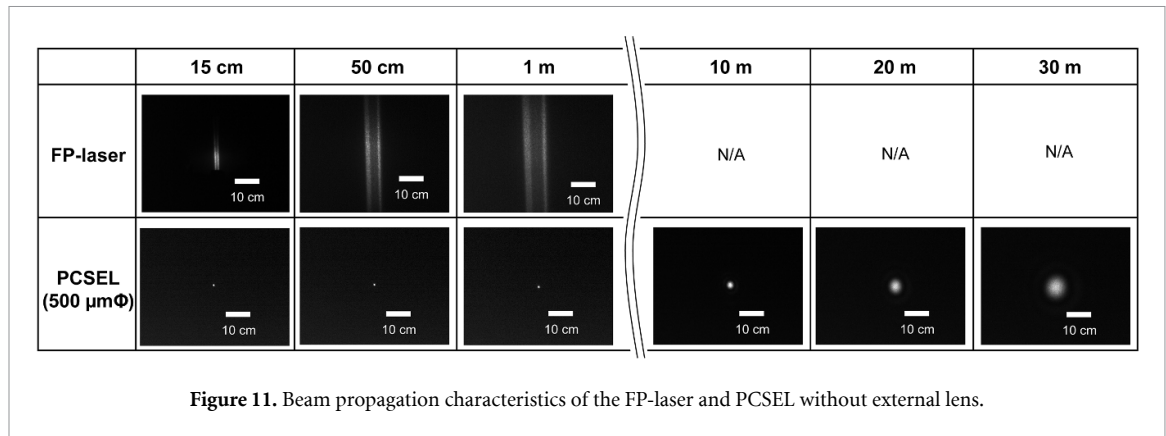 15 cm 50 cm 1 m 10 m 20 m 30 m
FP-laser N/A N/A N/A
10 cm 10 cm 10 cm
PCSEL
(500 μmΦ)
10 cm 10 cm 10 cm 10 cm 10 cm 10 cm
Figure 11. Beam propagation characteristics of the FP-laser and PCSEL without external lens.